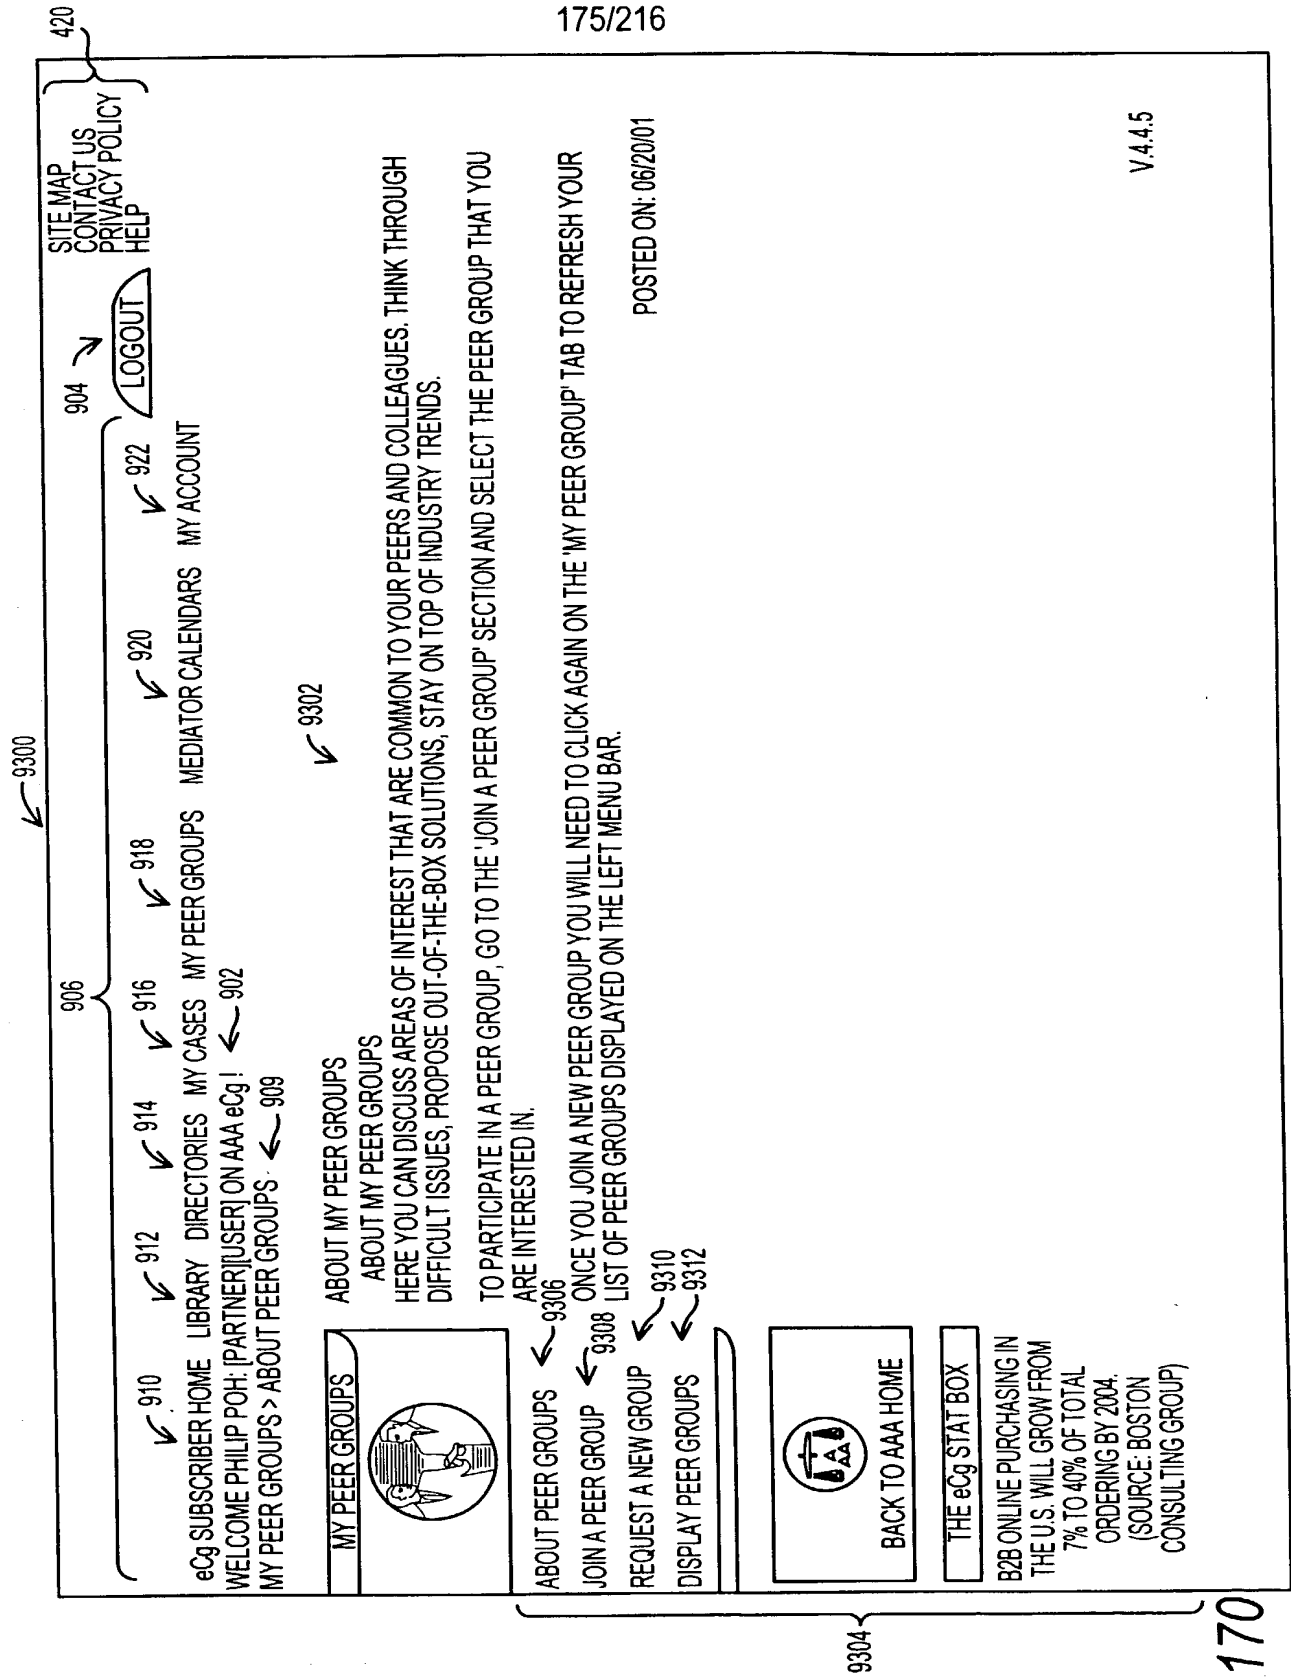 175/216
9300
906
904
420
SITE MAP
CONTACT US
PRIVACY POLICY
HELP
LOGOUT
910
912
914
916
918
920
922
eCg SUBSCRIBER HOME LIBRARY DIRECTORIES MY CASES MY PEER GROUPS MEDIATOR CALENDARS MY ACCOUNT
WELCOME PHILIP POH: [PARTNER][USER] ON AAA eCg !
902
MY PEER GROUPS > ABOUT PEER GROUPS
909
9302
MY PEER GROUPS
ABOUT PEER GROUPS
9306
JOIN A PEER GROUP
9308
REQUEST A NEW GROUP
9310
DISPLAY PEER GROUPS
9312
ABOUT MY PEER GROUPS
ABOUT MY PEER GROUPS
HERE YOU CAN DISCUSS AREAS OF INTEREST THAT ARE COMMON TO YOUR PEERS AND COLLEAGUES. THINK THROUGH
DIFFICULT ISSUES, PROPOSE OUT-OF-THE-BOX SOLUTIONS, STAY ON TOP OF INDUSTRY TRENDS.
TO PARTICIPATE IN A PEER GROUP, GO TO THE 'JOIN A PEER GROUP' SECTION AND SELECT THE PEER GROUP THAT YOU
ARE INTERESTED IN.
ONCE YOU JOIN A NEW PEER GROUP YOU WILL NEED TO CLICK AGAIN ON THE 'MY PEER GROUP' TAB TO REFRESH YOUR
LIST OF PEER GROUPS DISPLAYED ON THE LEFT MENU BAR.
POSTED ON: 06/20/01
AAA
BACK TO AAA HOME
THE eCg STAT BOX
B2B ONLINE PURCHASING IN
THE U.S. WILL GROW FROM
7% TO 40% OF TOTAL
ORDERING BY 2004.
(SOURCE: BOSTON
CONSULTING GROUP)
V.4.4.5
9304
170